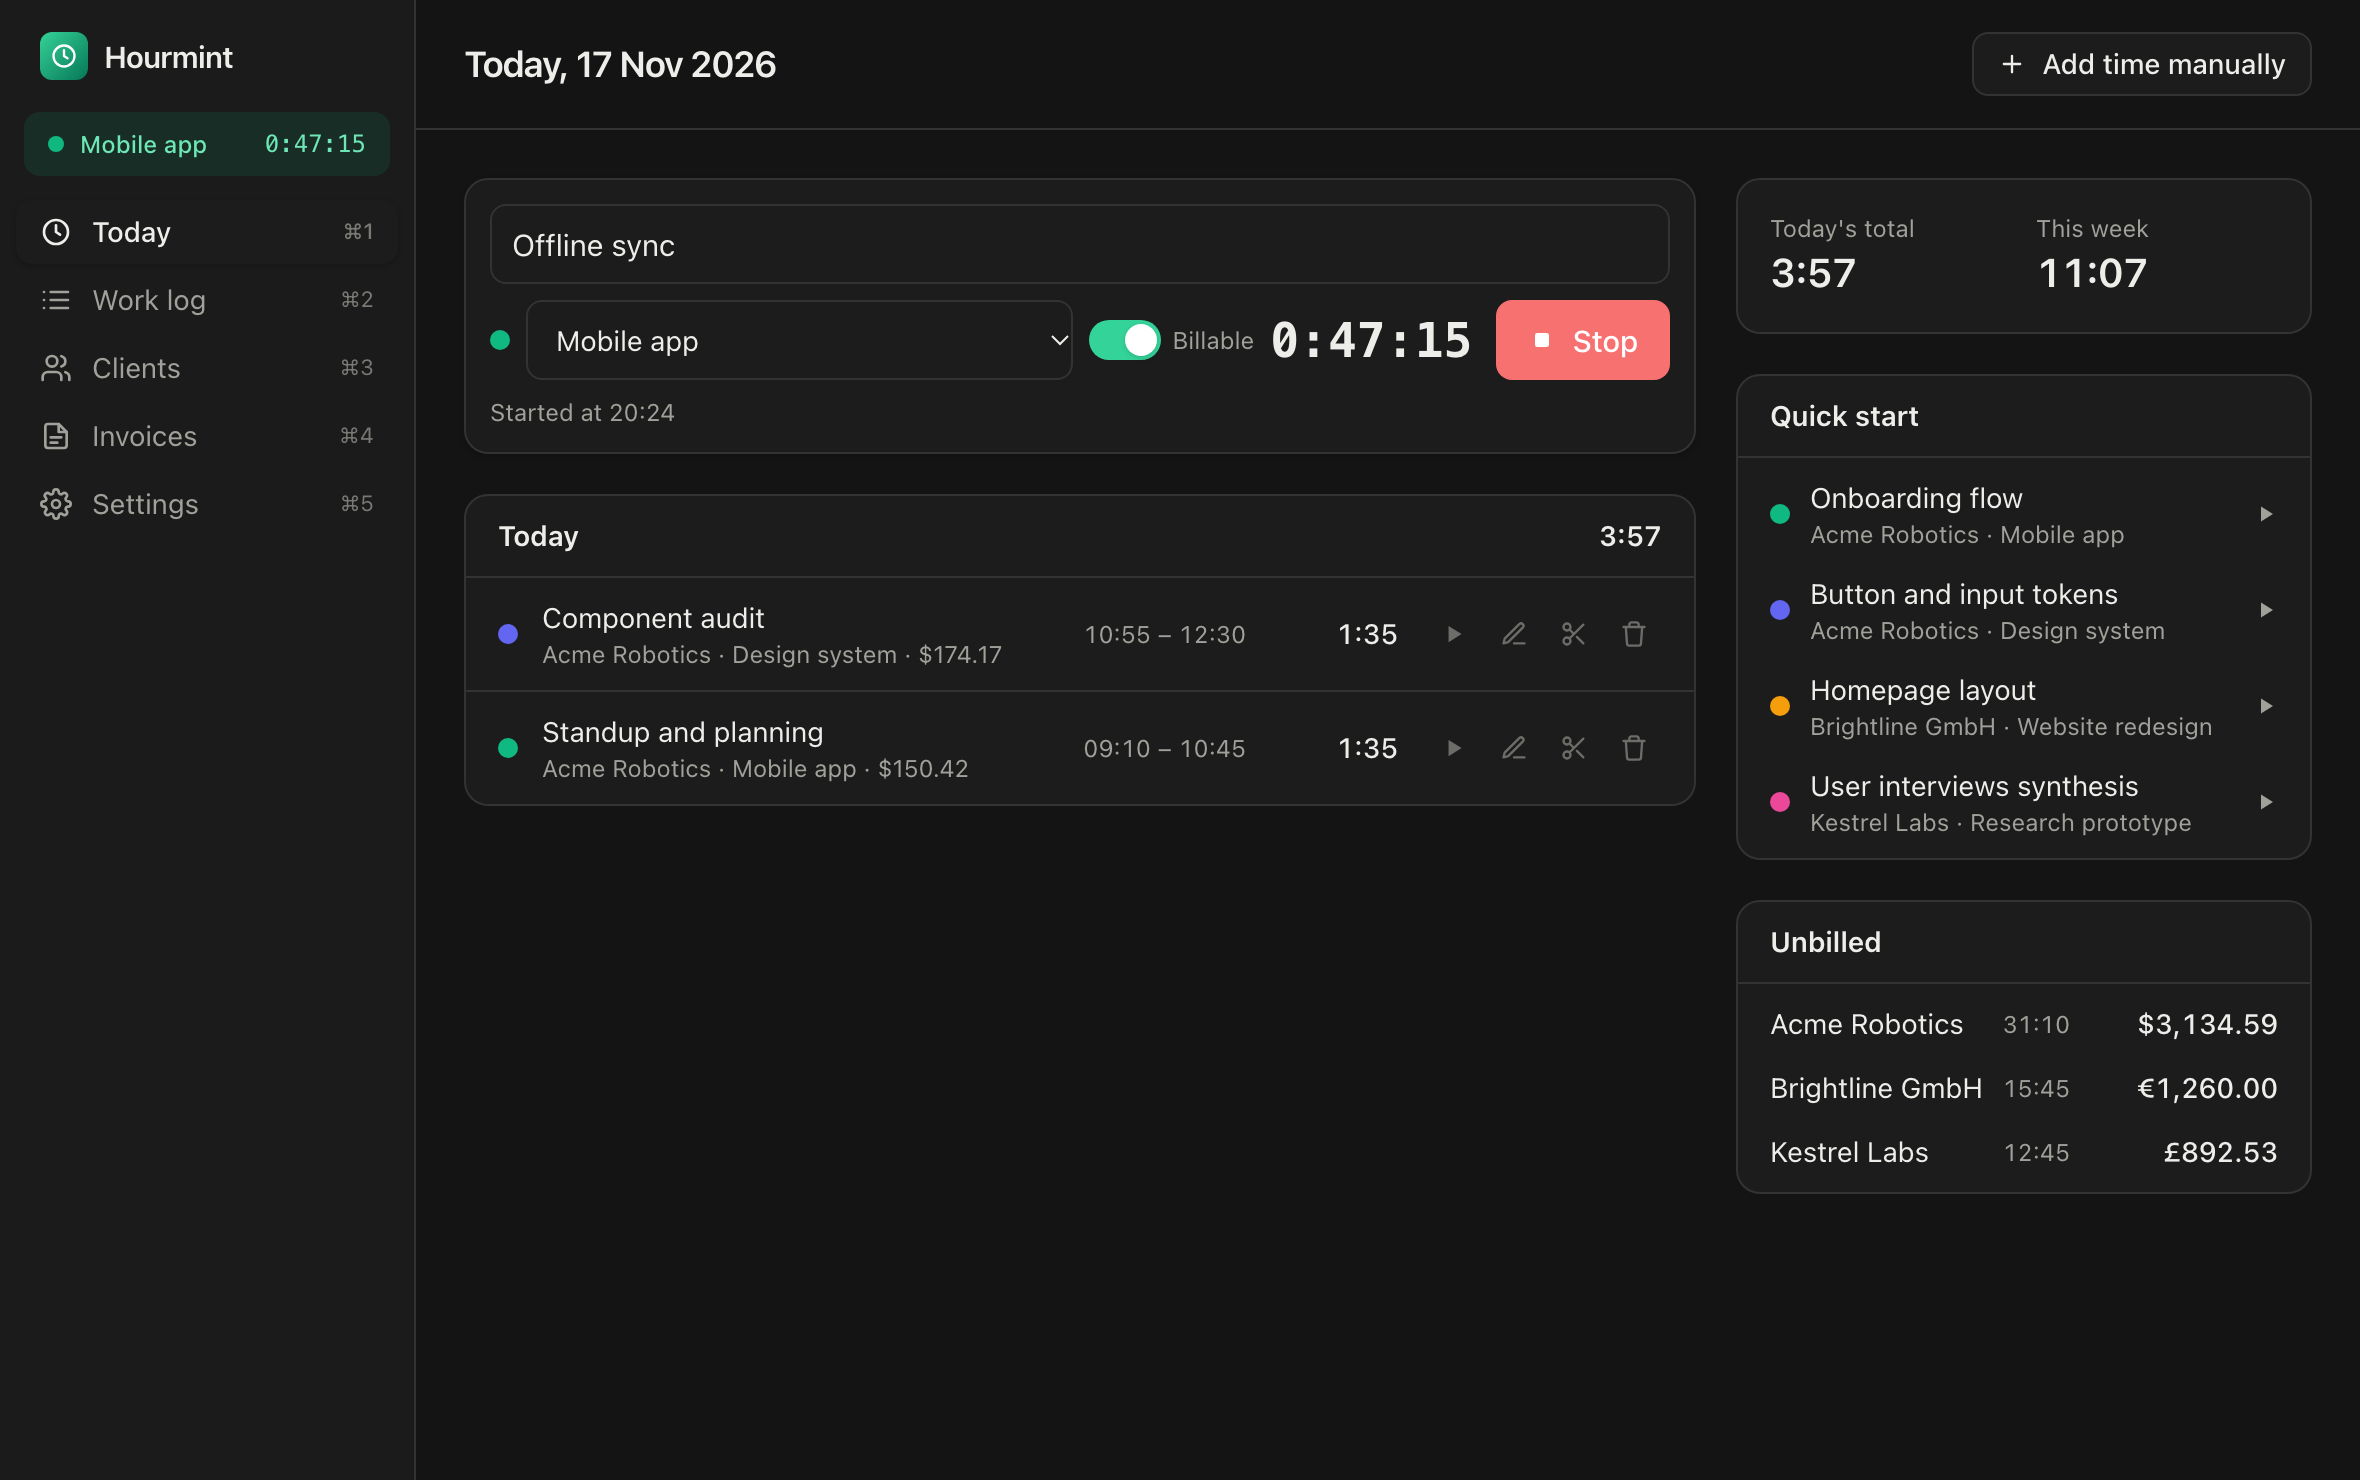 Hourmint
Mobile app 0:47:15
Today ⌘1
Work log ⌘2
Clients ⌘3
Invoices ⌘4
Settings ⌘5
Today, 17 Nov 2026
Add time manually
Offline sync
Mobile app
Billable
0:47:15
Stop
Started at 20:24
Today 3:57
Component audit
Acme Robotics · Design system · $174.17
10:55 – 12:30
1:35
Standup and planning
Acme Robotics · Mobile app · $150.42
09:10 – 10:45
1:35
Today's total
3:57
This week
11:07
Quick start
Onboarding flow
Acme Robotics · Mobile app
Button and input tokens
Acme Robotics · Design system
Homepage layout
Brightline GmbH · Website redesign
User interviews synthesis
Kestrel Labs · Research prototype
Unbilled
Acme Robotics 31:10 $3,134.59
Brightline GmbH 15:45 €1,260.00
Kestrel Labs 12:45 £892.53